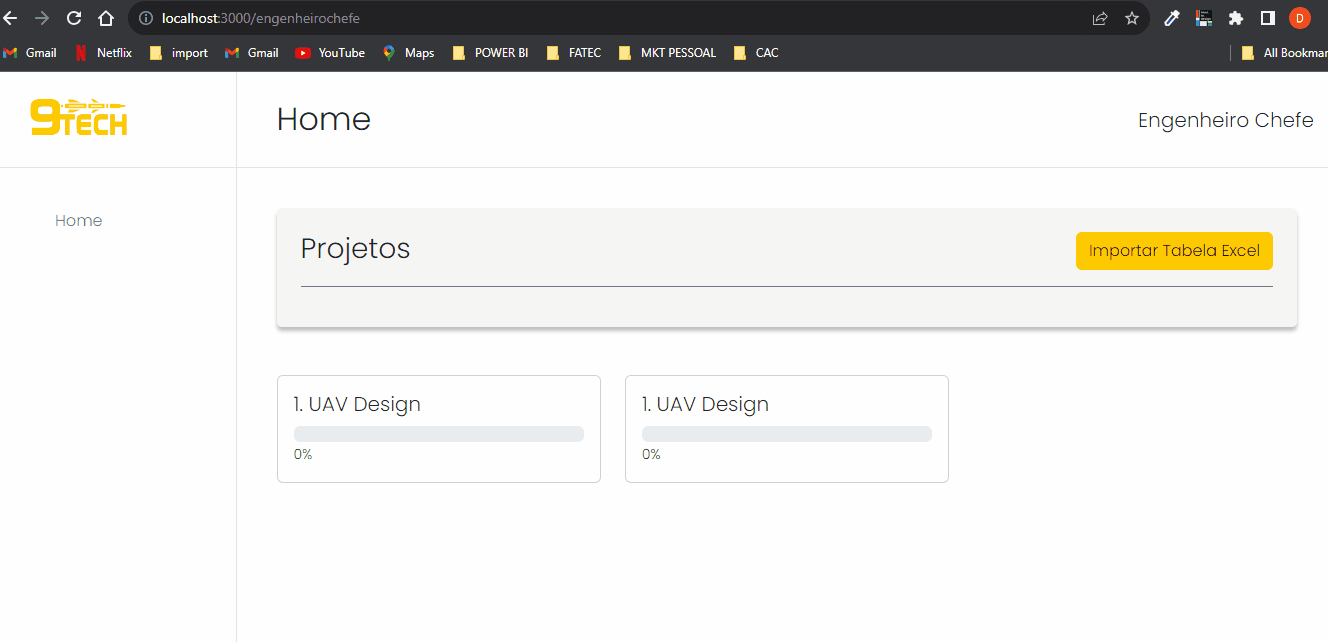 localhost:3000/engenheirochefe
D
Gmail Netflix import Gmail YouTube Maps POWER BI FATEC MKT PESSOAL CAC All Bookmar
9TECH
Home
Engenheiro Chefe
Home
Projetos
Importar Tabela Excel
1. UAV Design
0%
1. UAV Design
0%